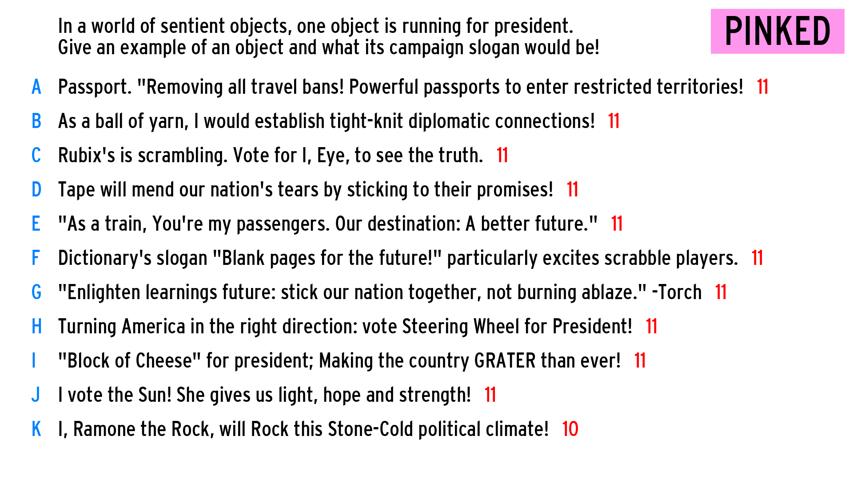 In a world of sentient objects, one object is running for president.
Give an example of an object and what its campaign slogan would be!
PINKED
A Passport. "Removing all travel bans! Powerful passports to enter restricted territories! 11
B As a ball of yarn, I would establish tight-knit diplomatic connections! 11
C Rubix's is scrambling. Vote for I, Eye, to see the truth. 11
D Tape will mend our nation's tears by sticking to their promises! 11
E "As a train, You're my passengers. Our destination: A better future." 11
F Dictionary's slogan "Blank pages for the future!" particularly excites scrabble players. 11
G "Enlighten learnings future: stick our nation together, not burning ablaze." -Torch 11
H Turning America in the right direction: vote Steering Wheel for President! 11
I "Block of Cheese" for president; Making the country GRATER than ever! 11
J I vote the Sun! She gives us light, hope and strength! 11
K I, Ramone the Rock, will Rock this Stone-Cold political climate! 10